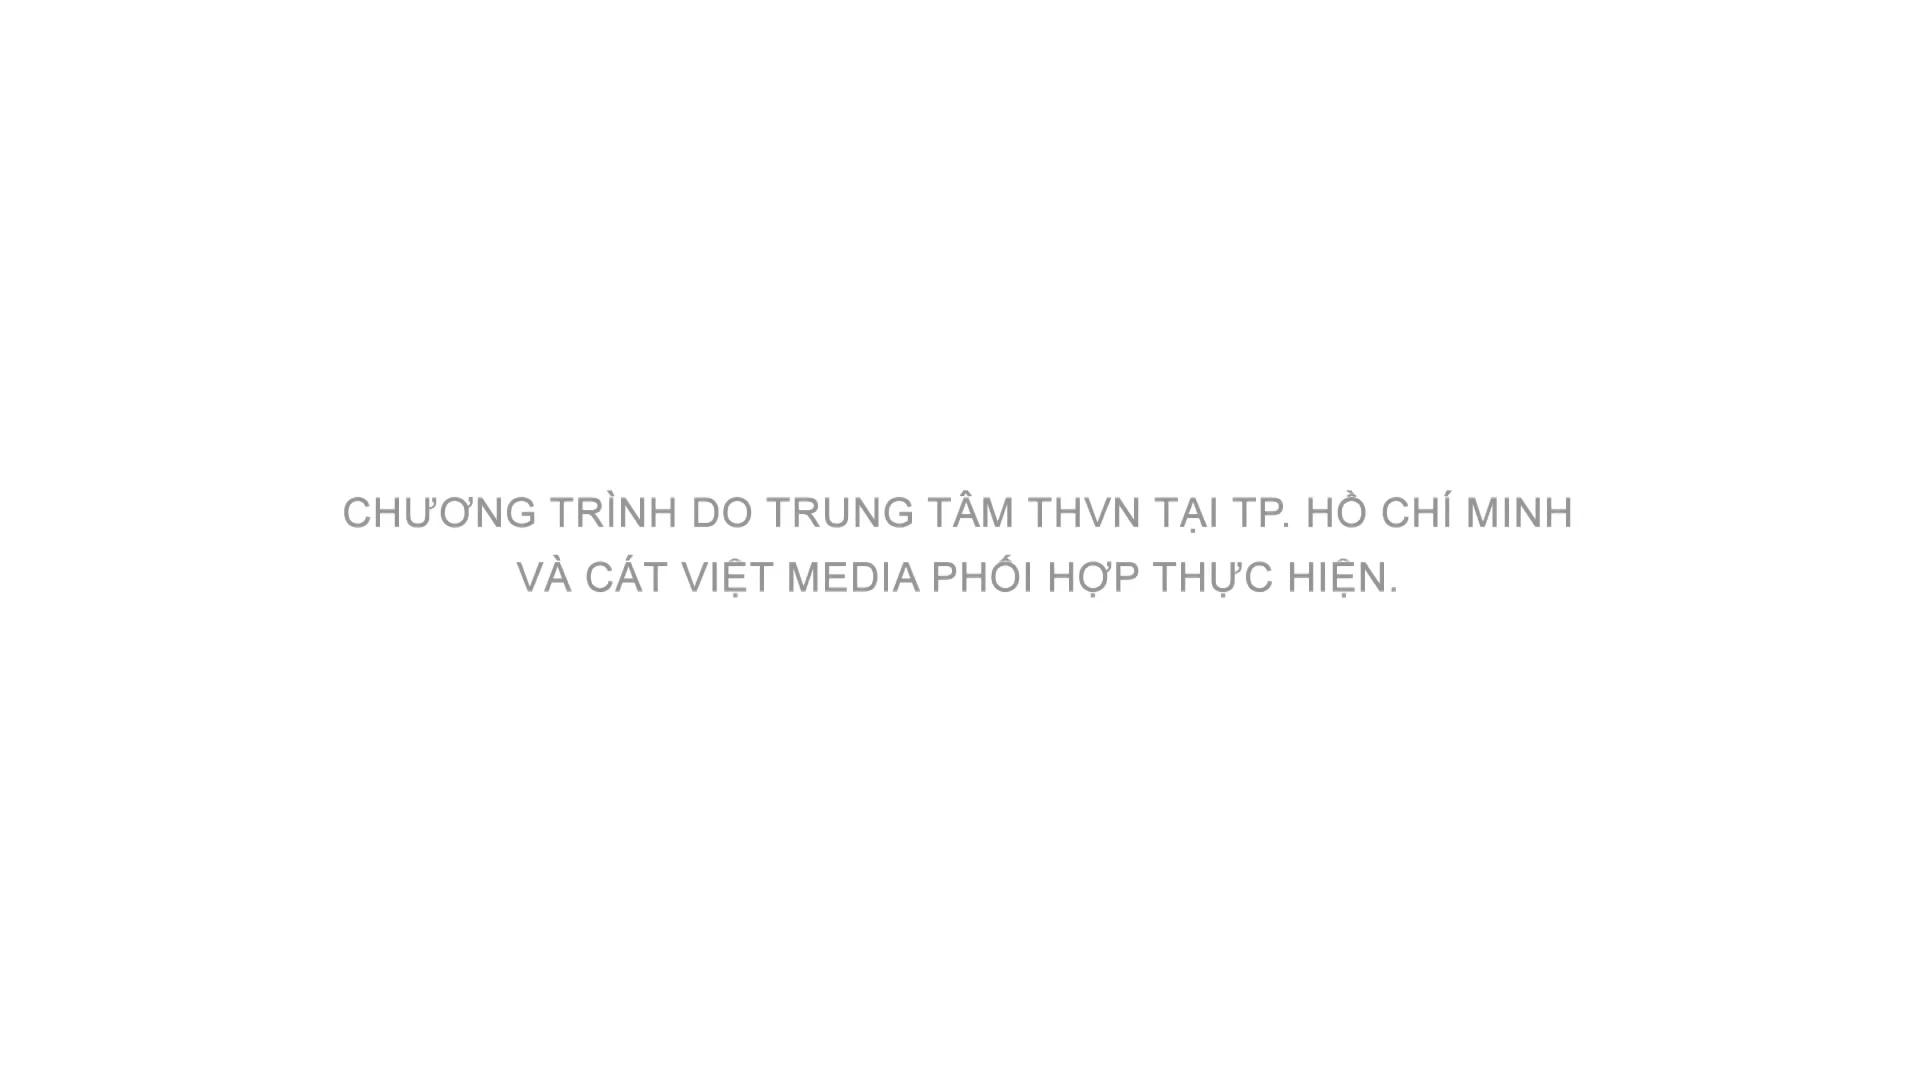 CHƯƠNG TRÌNH DO TRUNG TÂM THVN TẠI TP. HỒ CHÍ MINH
VÀ CÁT VIỆT MEDIA PHỐI HỢP THỰC HIỆN.